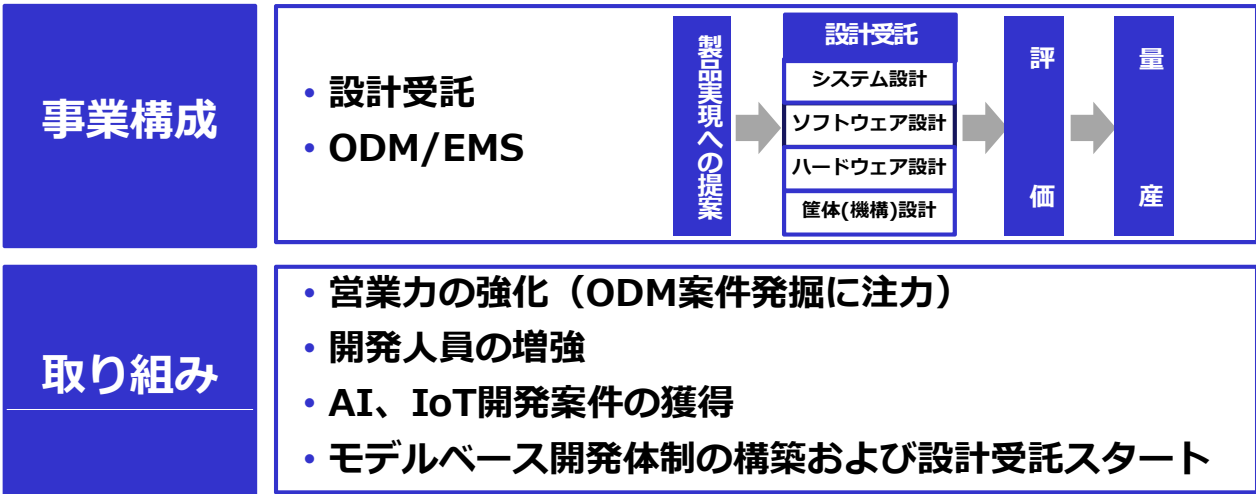 事業構成
・設計受託
・ODM/EMS
製品実現への提案
設計受託
システム設計
ソフトウェア設計
ハードウェア設計
筐体(機構)設計
評価
量産
取り組み
・営業力の強化（ODM案件発掘に注力）
・開発人員の増強
・AI、IoT開発案件の獲得
・モデルベース開発体制の構築および設計受託スタート